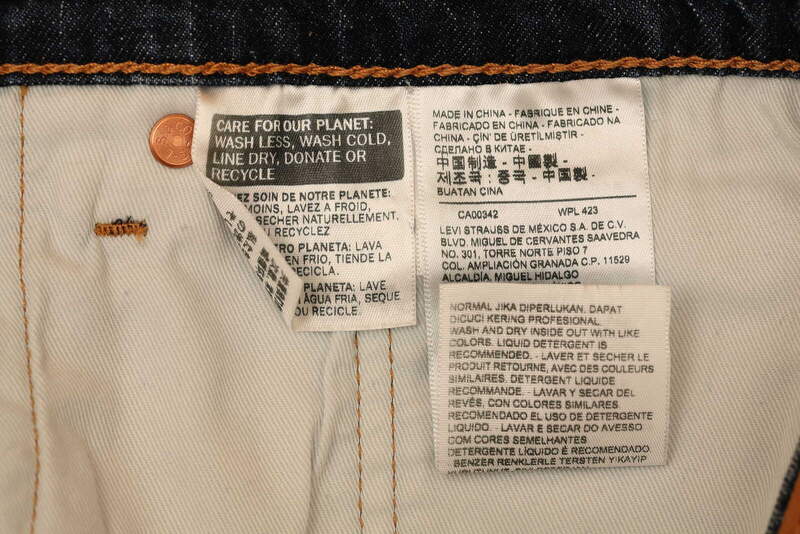 CARE FOR OUR PLANET:
WASH LESS, WASH COLD,
LINE DRY, DONATE OR
RECYCLE
EZ SOIN DE NOTRE PLANETE:
MOINS, LAVEZ A FROID,
SECHER NATURELLEMENT.
U RECYCLEZ
TRO PLANETA: LAVA
EN FRIO, TIENDE LA
RECICLA.
PLANETA: LAVE
ÁGUA FRIA, SEQUE
OU RECICLE.
MADE IN CHINA - FABRIQUE EN CHINE -
FABRICADO EN CHINA - FABRICADO NA
CHINA - ÇİN' DE ÜRETİLMİŞTİR -
СДЕЛАНО В КИТАЕ -
中国制造 - 中國製 -
제조국: 중국 - 中国製 -
BUATAN CINA
CA00342 WPL 423
LEVI STRAUSS DE MÉXICO S.A. DE C.V.
BLVD. MIGUEL DE CERVANTES SAAVEDRA
NO. 301, TORRE NORTE PISO 7
COL. AMPLIACIÓN GRANADA C.P. 11529
ALCALDÍA. MIGUEL HIDALGO
NORMAL JIKA DIPERLUKAN. DAPAT
DICUCI KERING PROFESIONAL.
WASH AND DRY INSIDE OUT WITH LIKE
COLORS. LIQUID DETERGENT IS
RECOMMENDED. - LAVER ET SECHER LE
PRODUIT RETOURNE, AVEC DES COULEURS
SIMILAIRES. DETERGENT LIQUIDE
RECOMMANDE. - LAVAR Y SECAR DEL
REVÉS, CON COLORES SIMILARES
RECOMENDADO EL USO DE DETERGENTE
LÍQUIDO. - LAVAR E SECAR DO AVESSO
COM CORES SEMELHANTES
DETERGENTE LÍQUIDO É RECOMENDADO
- BENZER RENKLERLE TERSTEN YIKAYIP